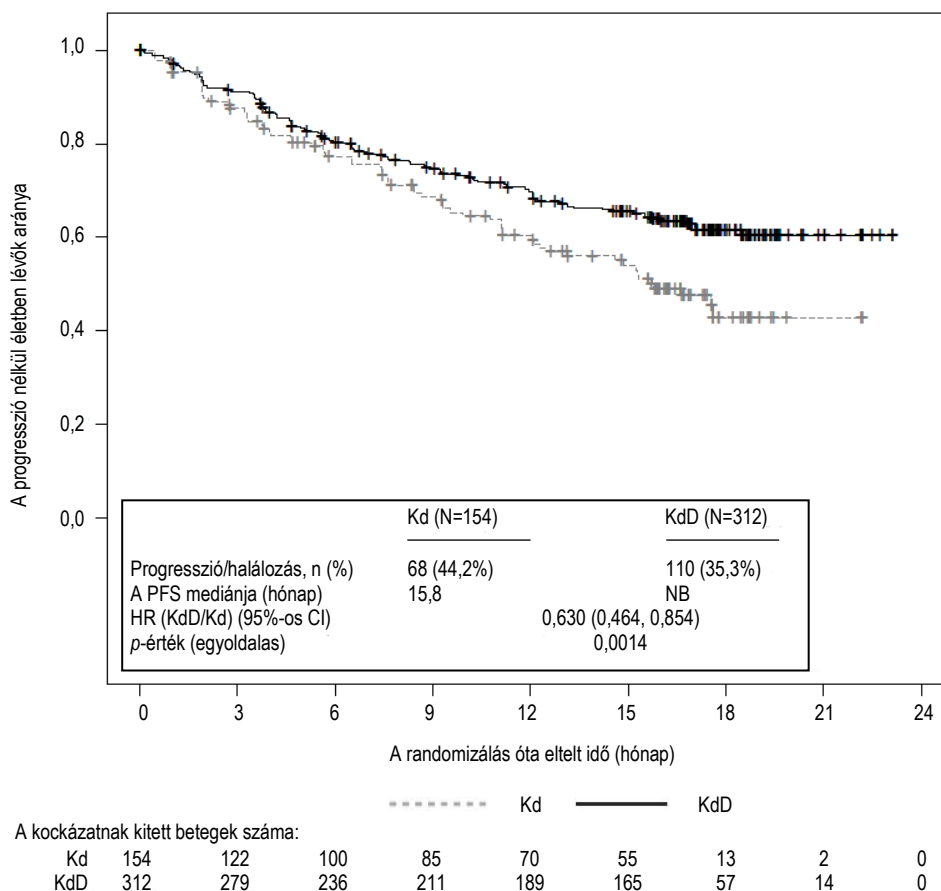 A progresszió nélkül életben lévők aránya
1,0
0,8
0,6
0,4
0,2
0,0
Kd (N=154) KdD (N=312)
Progresszió/halálozás, n (%) 68 (44,2%) 110 (35,3%)
A PFS mediánja (hónap) 15,8 NB
HR (KdD/Kd) (95%-os CI) 0,630 (0,464, 0,854)
p-érték (egyoldalas) 0,0014
0 3 6 9 12 15 18 21 24
A randomizálás óta eltelt idő (hónap)
Kd KdD
A kockázatnak kitett betegek száma:
Kd 154 122 100 85 70 55 13 2 0
KdD 312 279 236 211 189 165 57 14 0